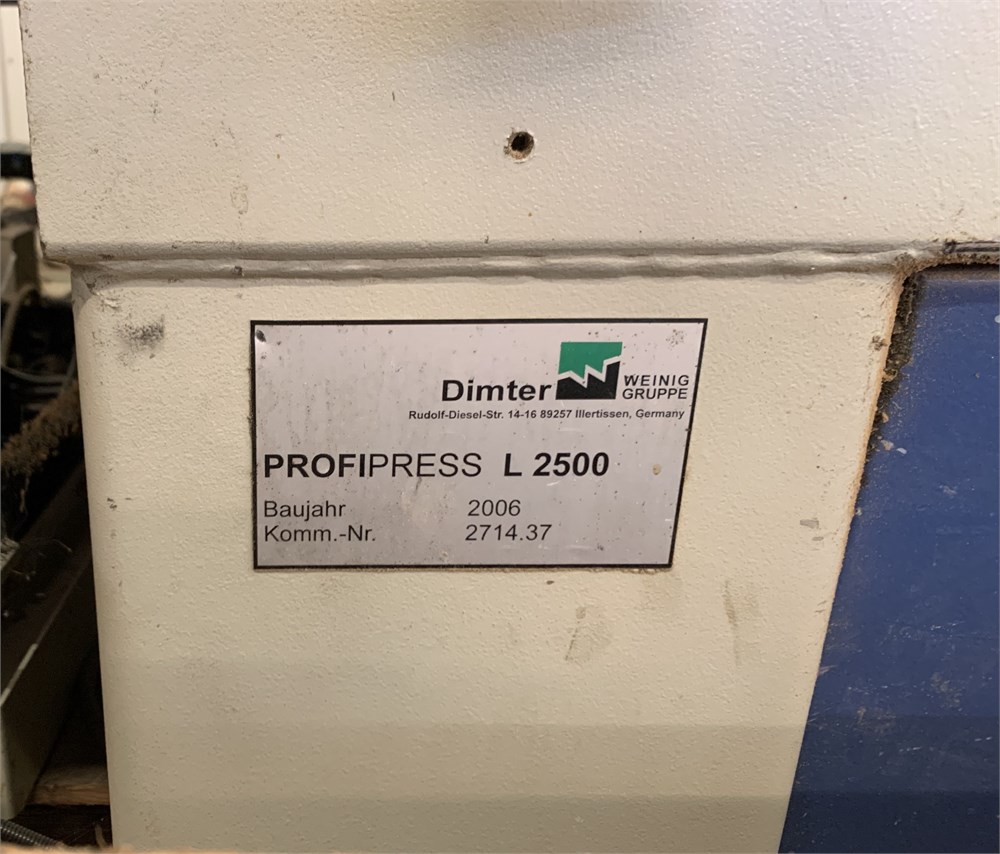 Dimter WEINIG
GRUPPE
Rudolf-Diesel-Str. 14-16 89257 Illertissen, Germany
PROFIPRESS L 2500
Baujahr 2006
Komm.-Nr. 2714.37